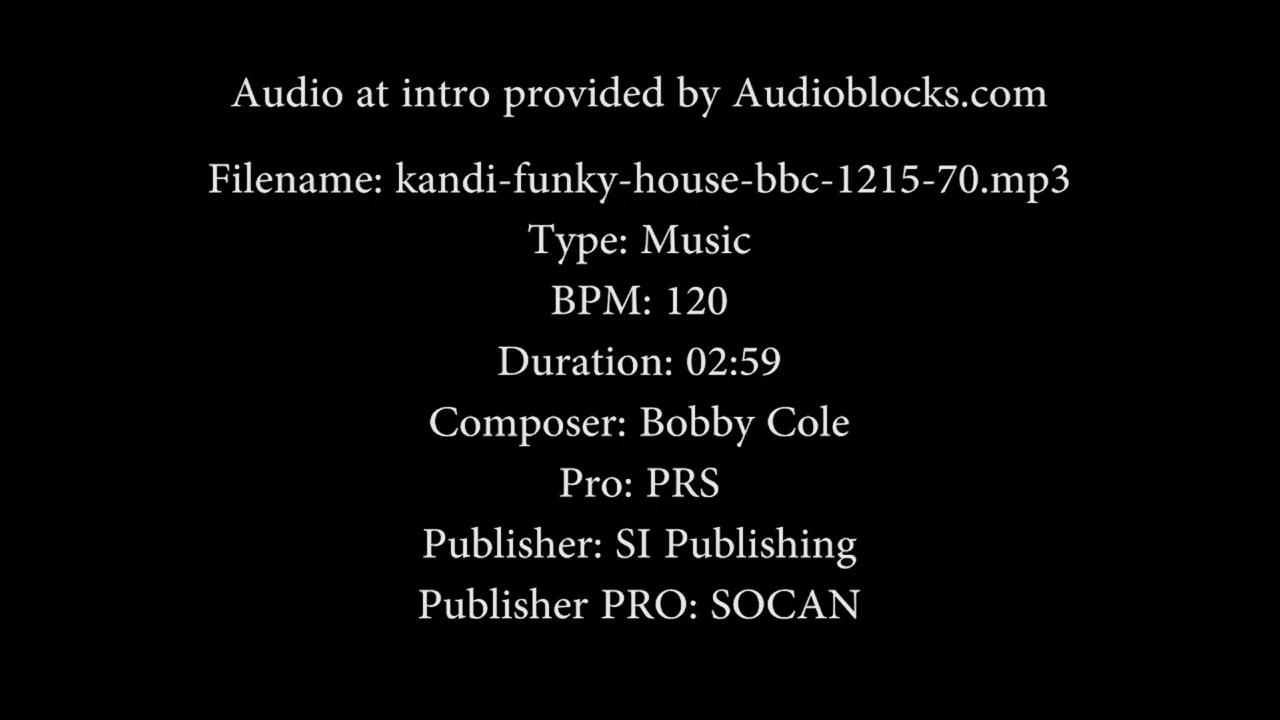 Audio at intro provided by Audioblocks.com
Filename: kandi-funky-house-bbc-1215-70.mp3
Type: Music
BPM: 120
Duration: 02:59
Composer: Bobby Cole
Pro: PRS
Publisher: SI Publishing
Publisher PRO: SOCAN